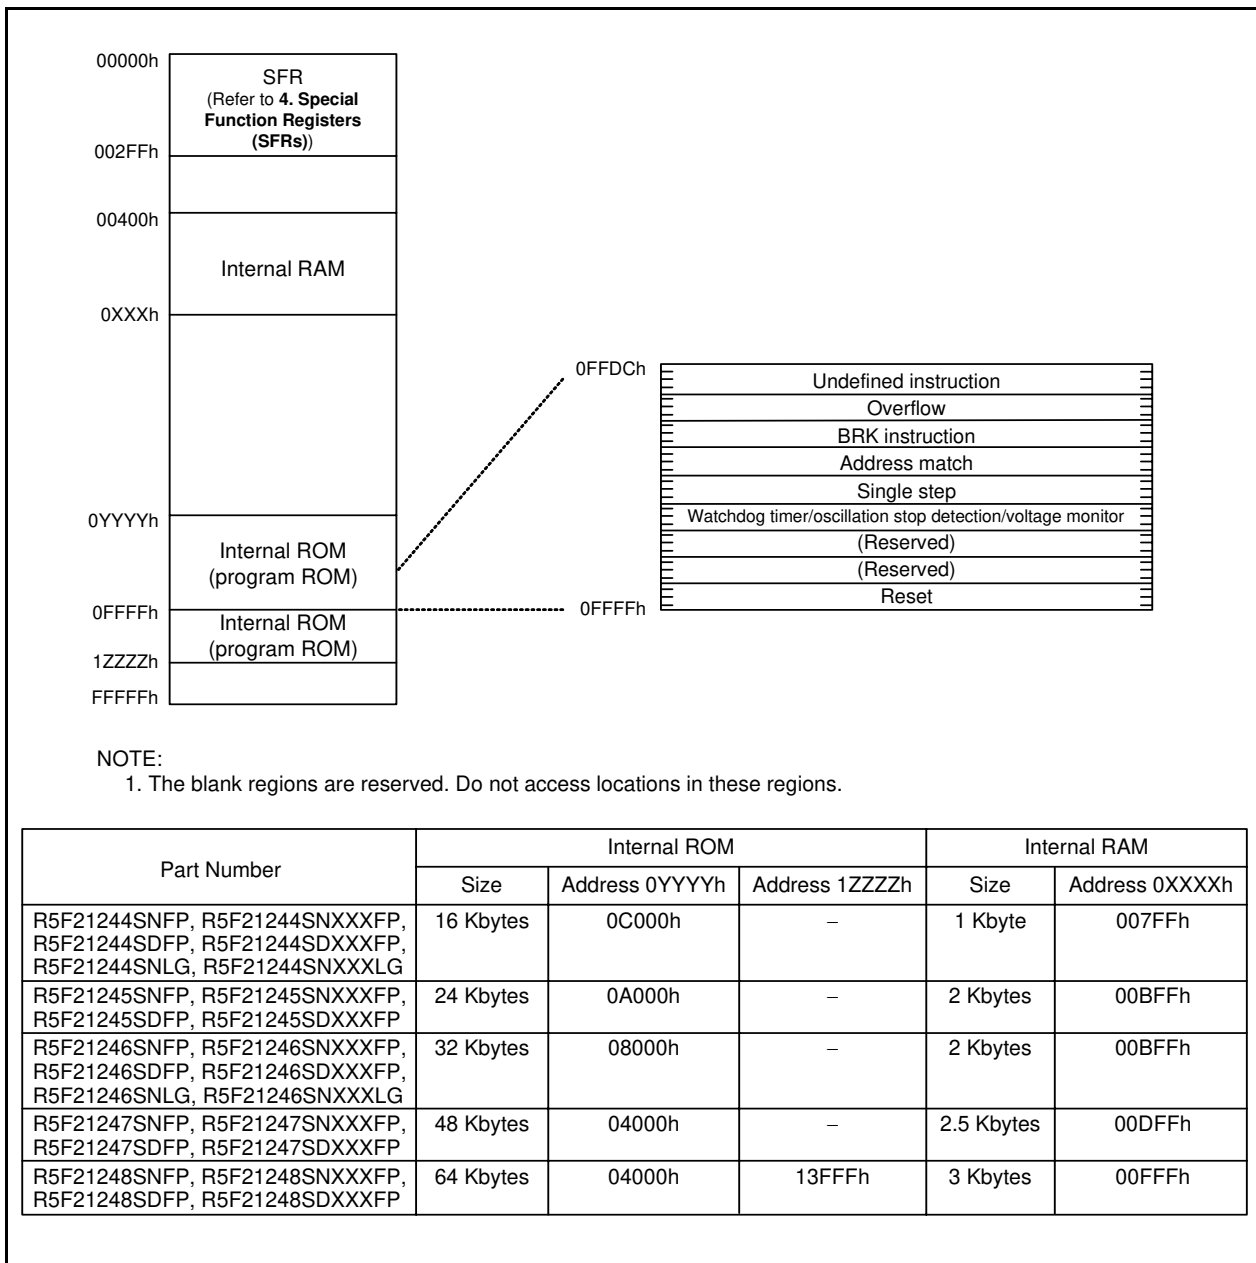 00000h
SFR
(Refer to 4. Special
Function Registers
(SFRs))
002FFh
00400h
Internal RAM
0XXXh
0YYYYh
Internal ROM
(program ROM)
0FFFFh
Internal ROM
(program ROM)
1ZZZZh
FFFFFh
0FFDCh
Undefined instruction
Overflow
BRK instruction
Address match
Single step
Watchdog timer/oscillation stop detection/voltage monitor
(Reserved)
(Reserved)
Reset
0FFFFh
NOTE:
1. The blank regions are reserved. Do not access locations in these regions.
Part Number Internal ROM Internal RAM
Size Address 0YYYYh Address 1ZZZZh Size Address 0XXXXh
R5F21244SNFP, R5F21244SNXXXFP, 16 Kbytes 0C000h – 1 Kbyte 007FFh
R5F21244SDFP, R5F21244SDXXXFP,
R5F21244SNLG, R5F21244SNXXXLG
R5F21245SNFP, R5F21245SNXXXFP, 24 Kbytes 0A000h – 2 Kbytes 00BFFh
R5F21245SDFP, R5F21245SDXXXFP
R5F21246SNFP, R5F21246SNXXXFP, 32 Kbytes 08000h – 2 Kbytes 00BFFh
R5F21246SDFP, R5F21246SDXXXFP,
R5F21246SNLG, R5F21246SNXXXLG
R5F21247SNFP, R5F21247SNXXXFP, 48 Kbytes 04000h – 2.5 Kbytes 00DFFh
R5F21247SDFP, R5F21247SDXXXFP
R5F21248SNFP, R5F21248SNXXXFP, 64 Kbytes 04000h 13FFFh 3 Kbytes 00FFFh
R5F21248SDFP, R5F21248SDXXXFP